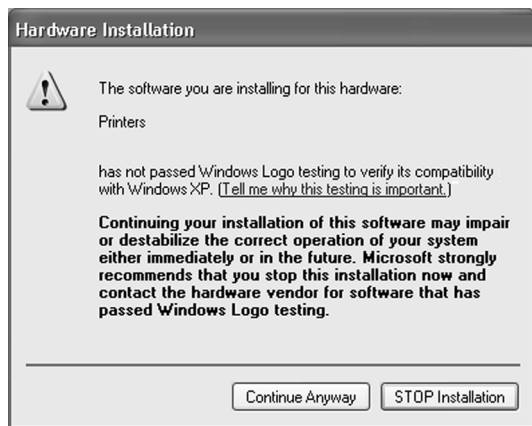 Hardware Installation
The software you are installing for this hardware:
Printers
has not passed Windows Logo testing to verify its compatibility
with Windows XP. (Tell me why this testing is important.)
Continuing your installation of this software may impair
or destabilize the correct operation of your system
either immediately or in the future. Microsoft strongly
recommends that you stop this installation now and
contact the hardware vendor for software that has
passed Windows Logo testing.
Continue Anyway
STOP Installation